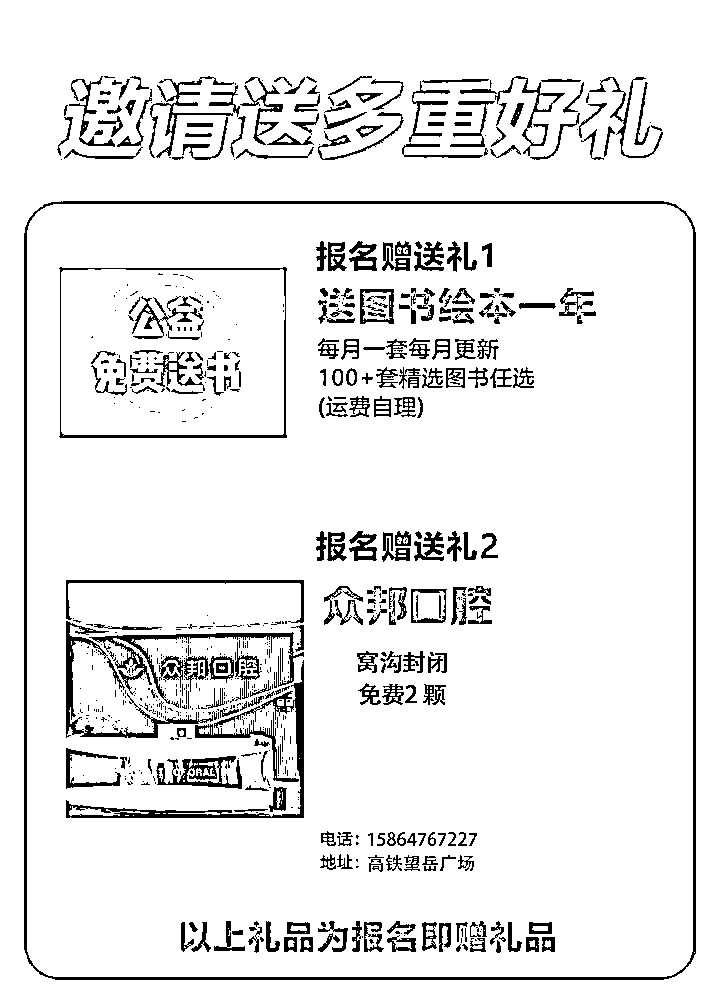 邀请送多重好礼
报名赠送礼1
送图书绘本一年
公益
免费送书
每月一套每月更新
100+套精选图书任选
(运费自理)
报名赠送礼2
众邦口腔
众邦口腔
窝沟封闭
免费2 颗
ORAL
电话：15864767227
地址：高铁望岳广场
以上礼品为报名即赠礼品